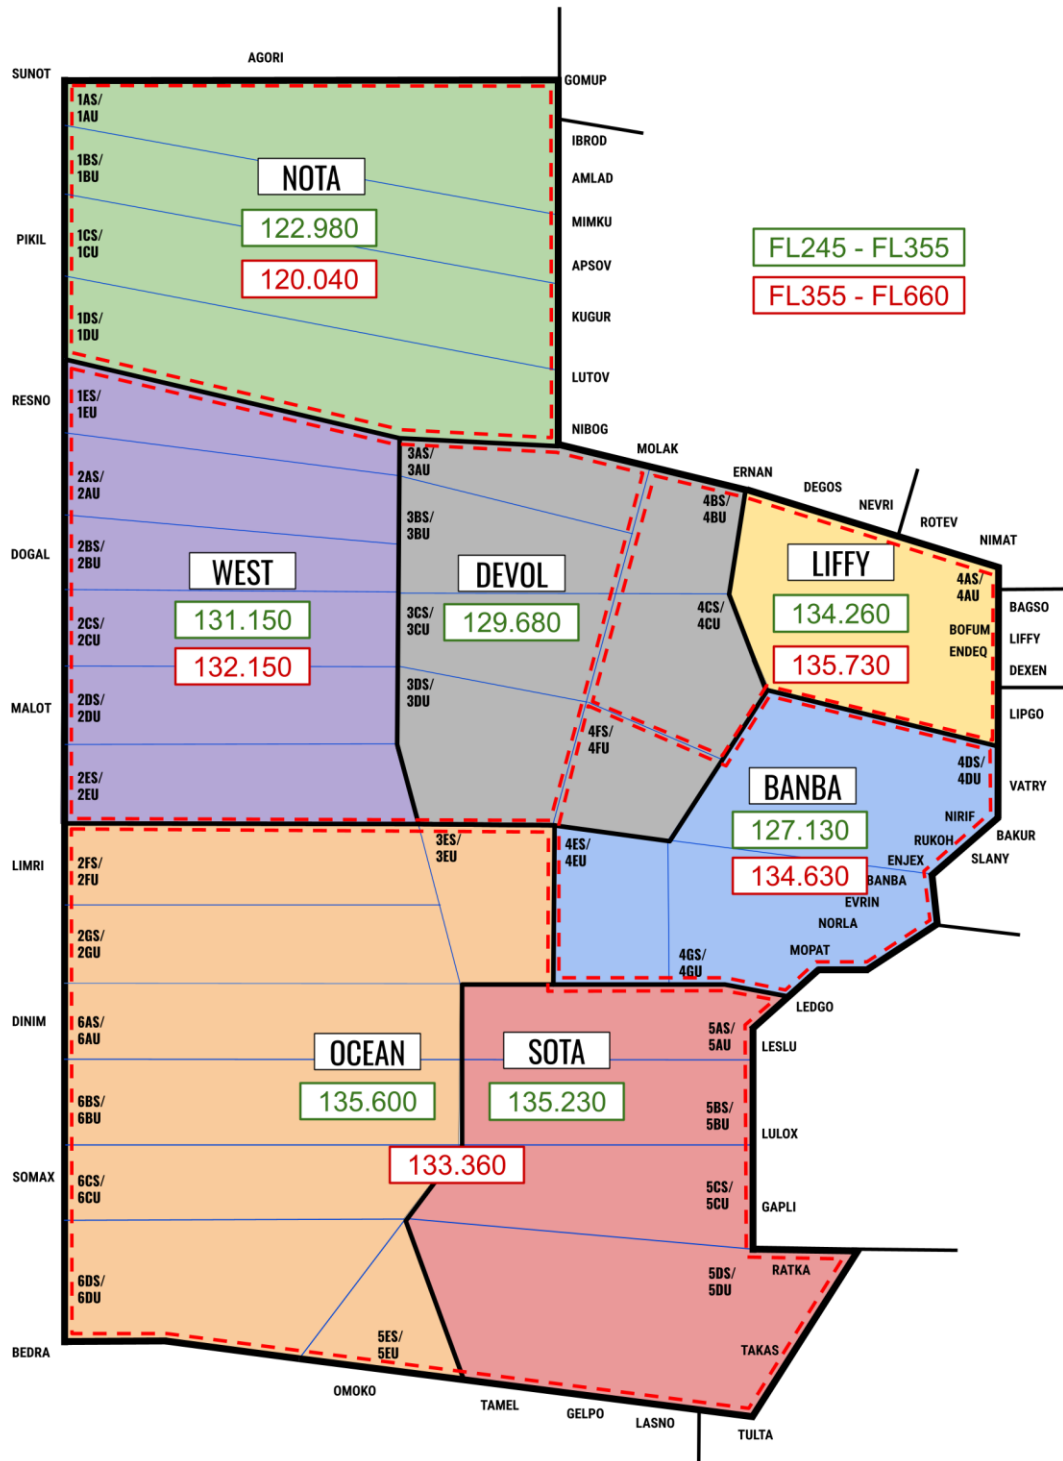 AGORI
SUNOT
GOMUP
1AS/
1AU
IBROD
1BS/
1BU
NOTA
AMLAD
122.980
MIMKU
PIKIL
1CS/
1CU
120.040
APSOV
FL245 - FL355
FL355 - FL660
1DS/
1DU
KUGUR
LUTOV
RESNO
1ES/
1EU
NIBOG
MOLAK
3AS/
3AU
ERNAN
2AS/
2AU
DEGOS
NEVRI
4BS/
4BU
3BS/
3BU
ROTEV
NIMAT
DOGAL
2BS/
2BU
WEST
DEVOL
LIFFY
4AS/
4AU
131.150
129.680
134.260
BAGSO
2CS/
2CU
3CS/
3CU
4CS/
4CU
BOFUM
LIFFY
ENDEQ
132.150
135.730
DEXEN
MALOT
2DS/
2DU
3DS/
3DU
LIPGO
4FS/
4FU
2ES/
2EU
4DS/
4DU
BANBA
VATRY
127.130
NIRIF
BAKUR
LIMRI
3ES/
3EU
4ES/
4EU
RUKOH
SLANY
2FS/
2FU
ENJEX
134.630
BANBA
EVRIN
NORLA
2GS/
2GU
4GS/
4GU
MOPAT
LEDGO
DINIM
6AS/
6AU
5AS/
5AU
LESLU
OCEAN
SOTA
135.600
135.230
6BS/
6BU
5BS/
5BU
LULOX
133.360
SOMAX
6CS/
6CU
5CS/
5CU
GAPLI
6DS/
6DU
5DS/
5DU
RATKA
5ES/
5EU
TAKAS
BEDRA
OMOKO
TAMEL
GELPO
LASNO
TULTA